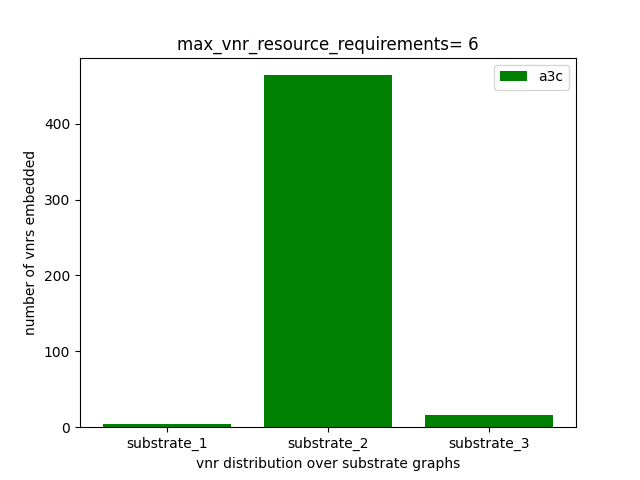 max_vnr_resource_requirements= 6
a3c
number of vnrs embedded
400
300
200
100
0
substrate_1
substrate_2
substrate_3
vnr distribution over substrate graphs